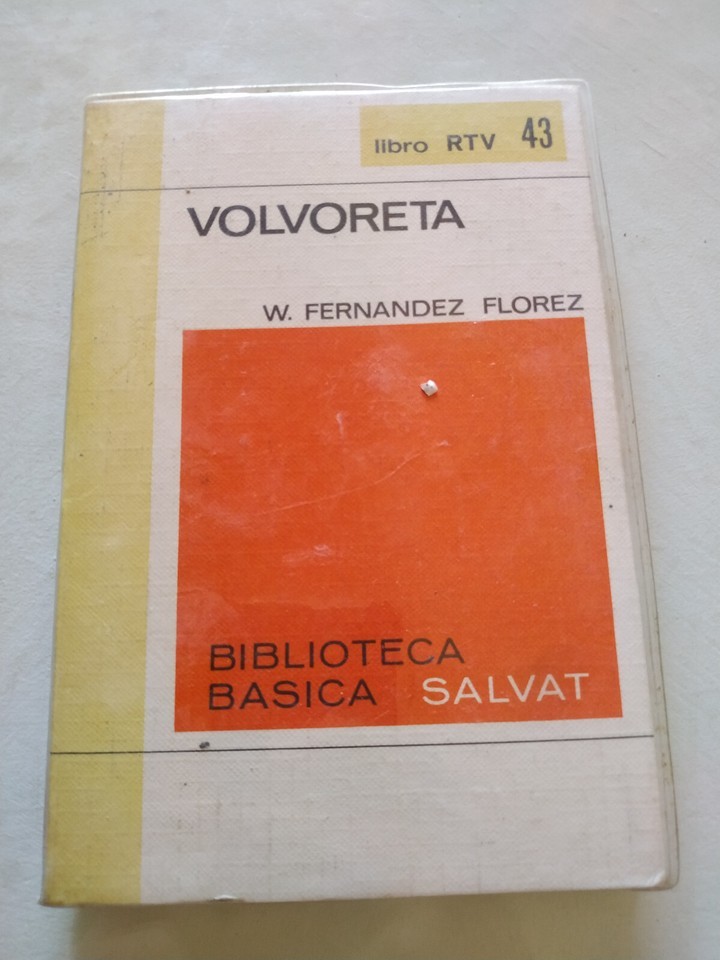 libro RTV 43
VOLVORETA
W. FERNANDEZ FLOREZ
BIBLIOTECA
BASICA SALVAT